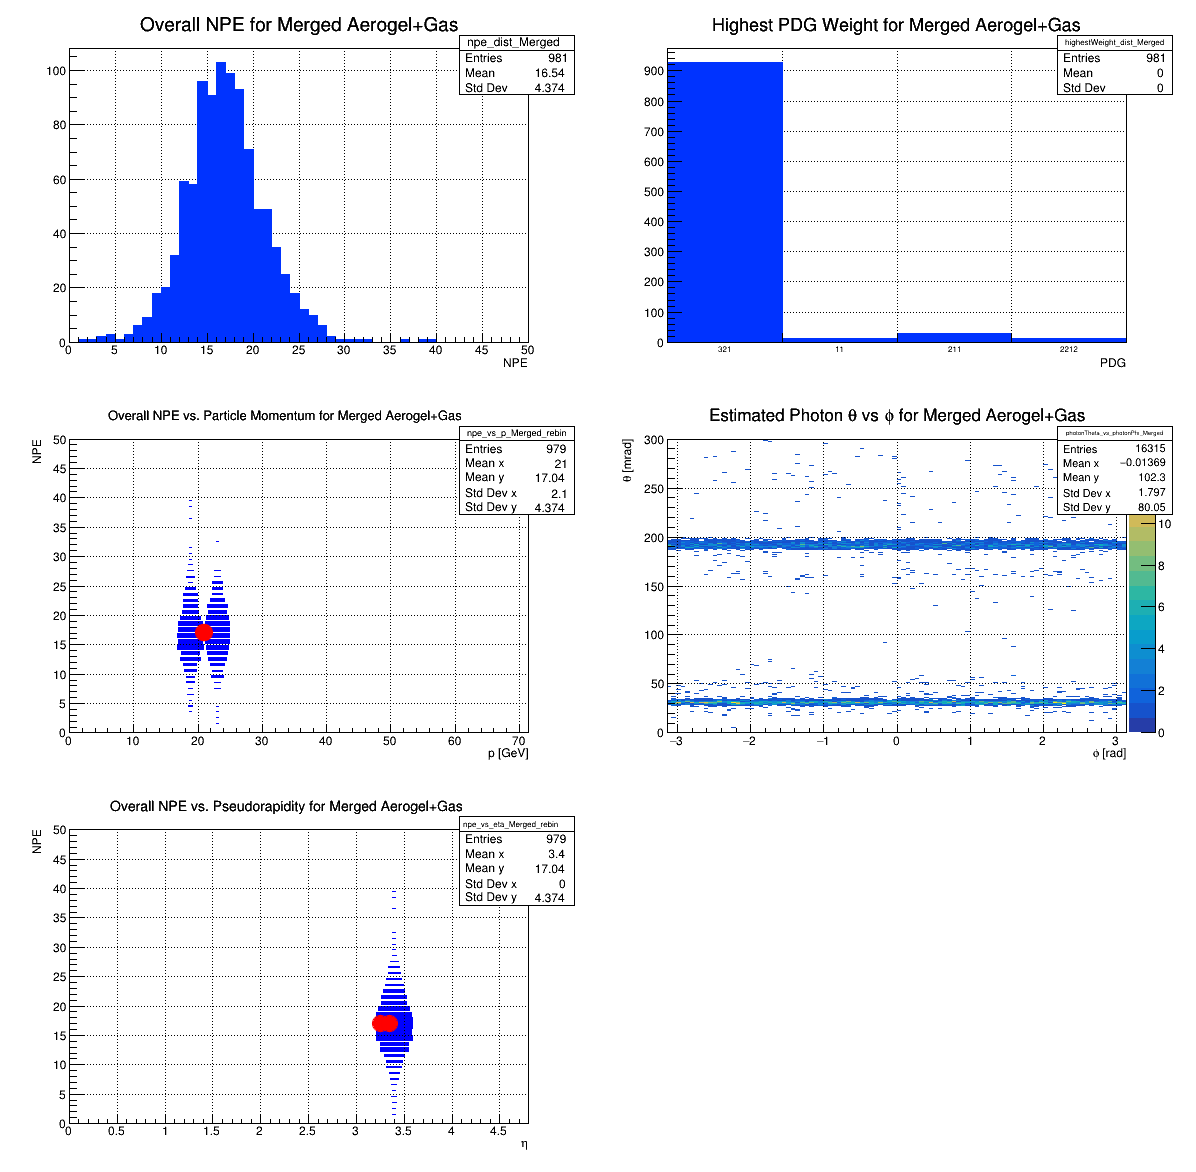 Overall NPE for Merged Aerogel+Gas
npe_dist_Merged
Entries 981
Mean 16.54
Std Dev 4.374
100
80
60
40
20
0
0 5 10 15 20 25 30 35 40 45 50
NPE
Highest PDG Weight for Merged Aerogel+Gas
highestWeight_dist_Merged
Entries 981
Mean 0
Std Dev 0
900
800
700
600
500
400
300
200
100
0
321 11 211 2212
PDG
Overall NPE vs. Particle Momentum for Merged Aerogel+Gas
npe_vs_p_Merged_rebin
Entries 979
Mean x 21
Mean y 17.04
Std Dev x 2.1
Std Dev y 4.374
NPE
50
45
40
35
30
25
20
15
10
5
0
0 10 20 30 40 50 60 70
p [GeV]
Estimated Photon θ vs ϕ for Merged Aerogel+Gas
photonTheta_vs_photonPhi_Merged
Entries 16315
Mean x −0.01369
Mean y 102.3
Std Dev x 1.797
Std Dev y 80.05
θ [mrad]
300
250
200
150
100
50
0
−3 −2 −1 0 1 2 3
ϕ [rad]
10
8
6
4
2
0
Overall NPE vs. Pseudorapidity for Merged Aerogel+Gas
npe_vs_eta_Merged_rebin
Entries 979
Mean x 3.4
Mean y 17.04
Std Dev x 0
Std Dev y 4.374
NPE
50
45
40
35
30
25
20
15
10
5
0
0 0.5 1 1.5 2 2.5 3 3.5 4 4.5
η